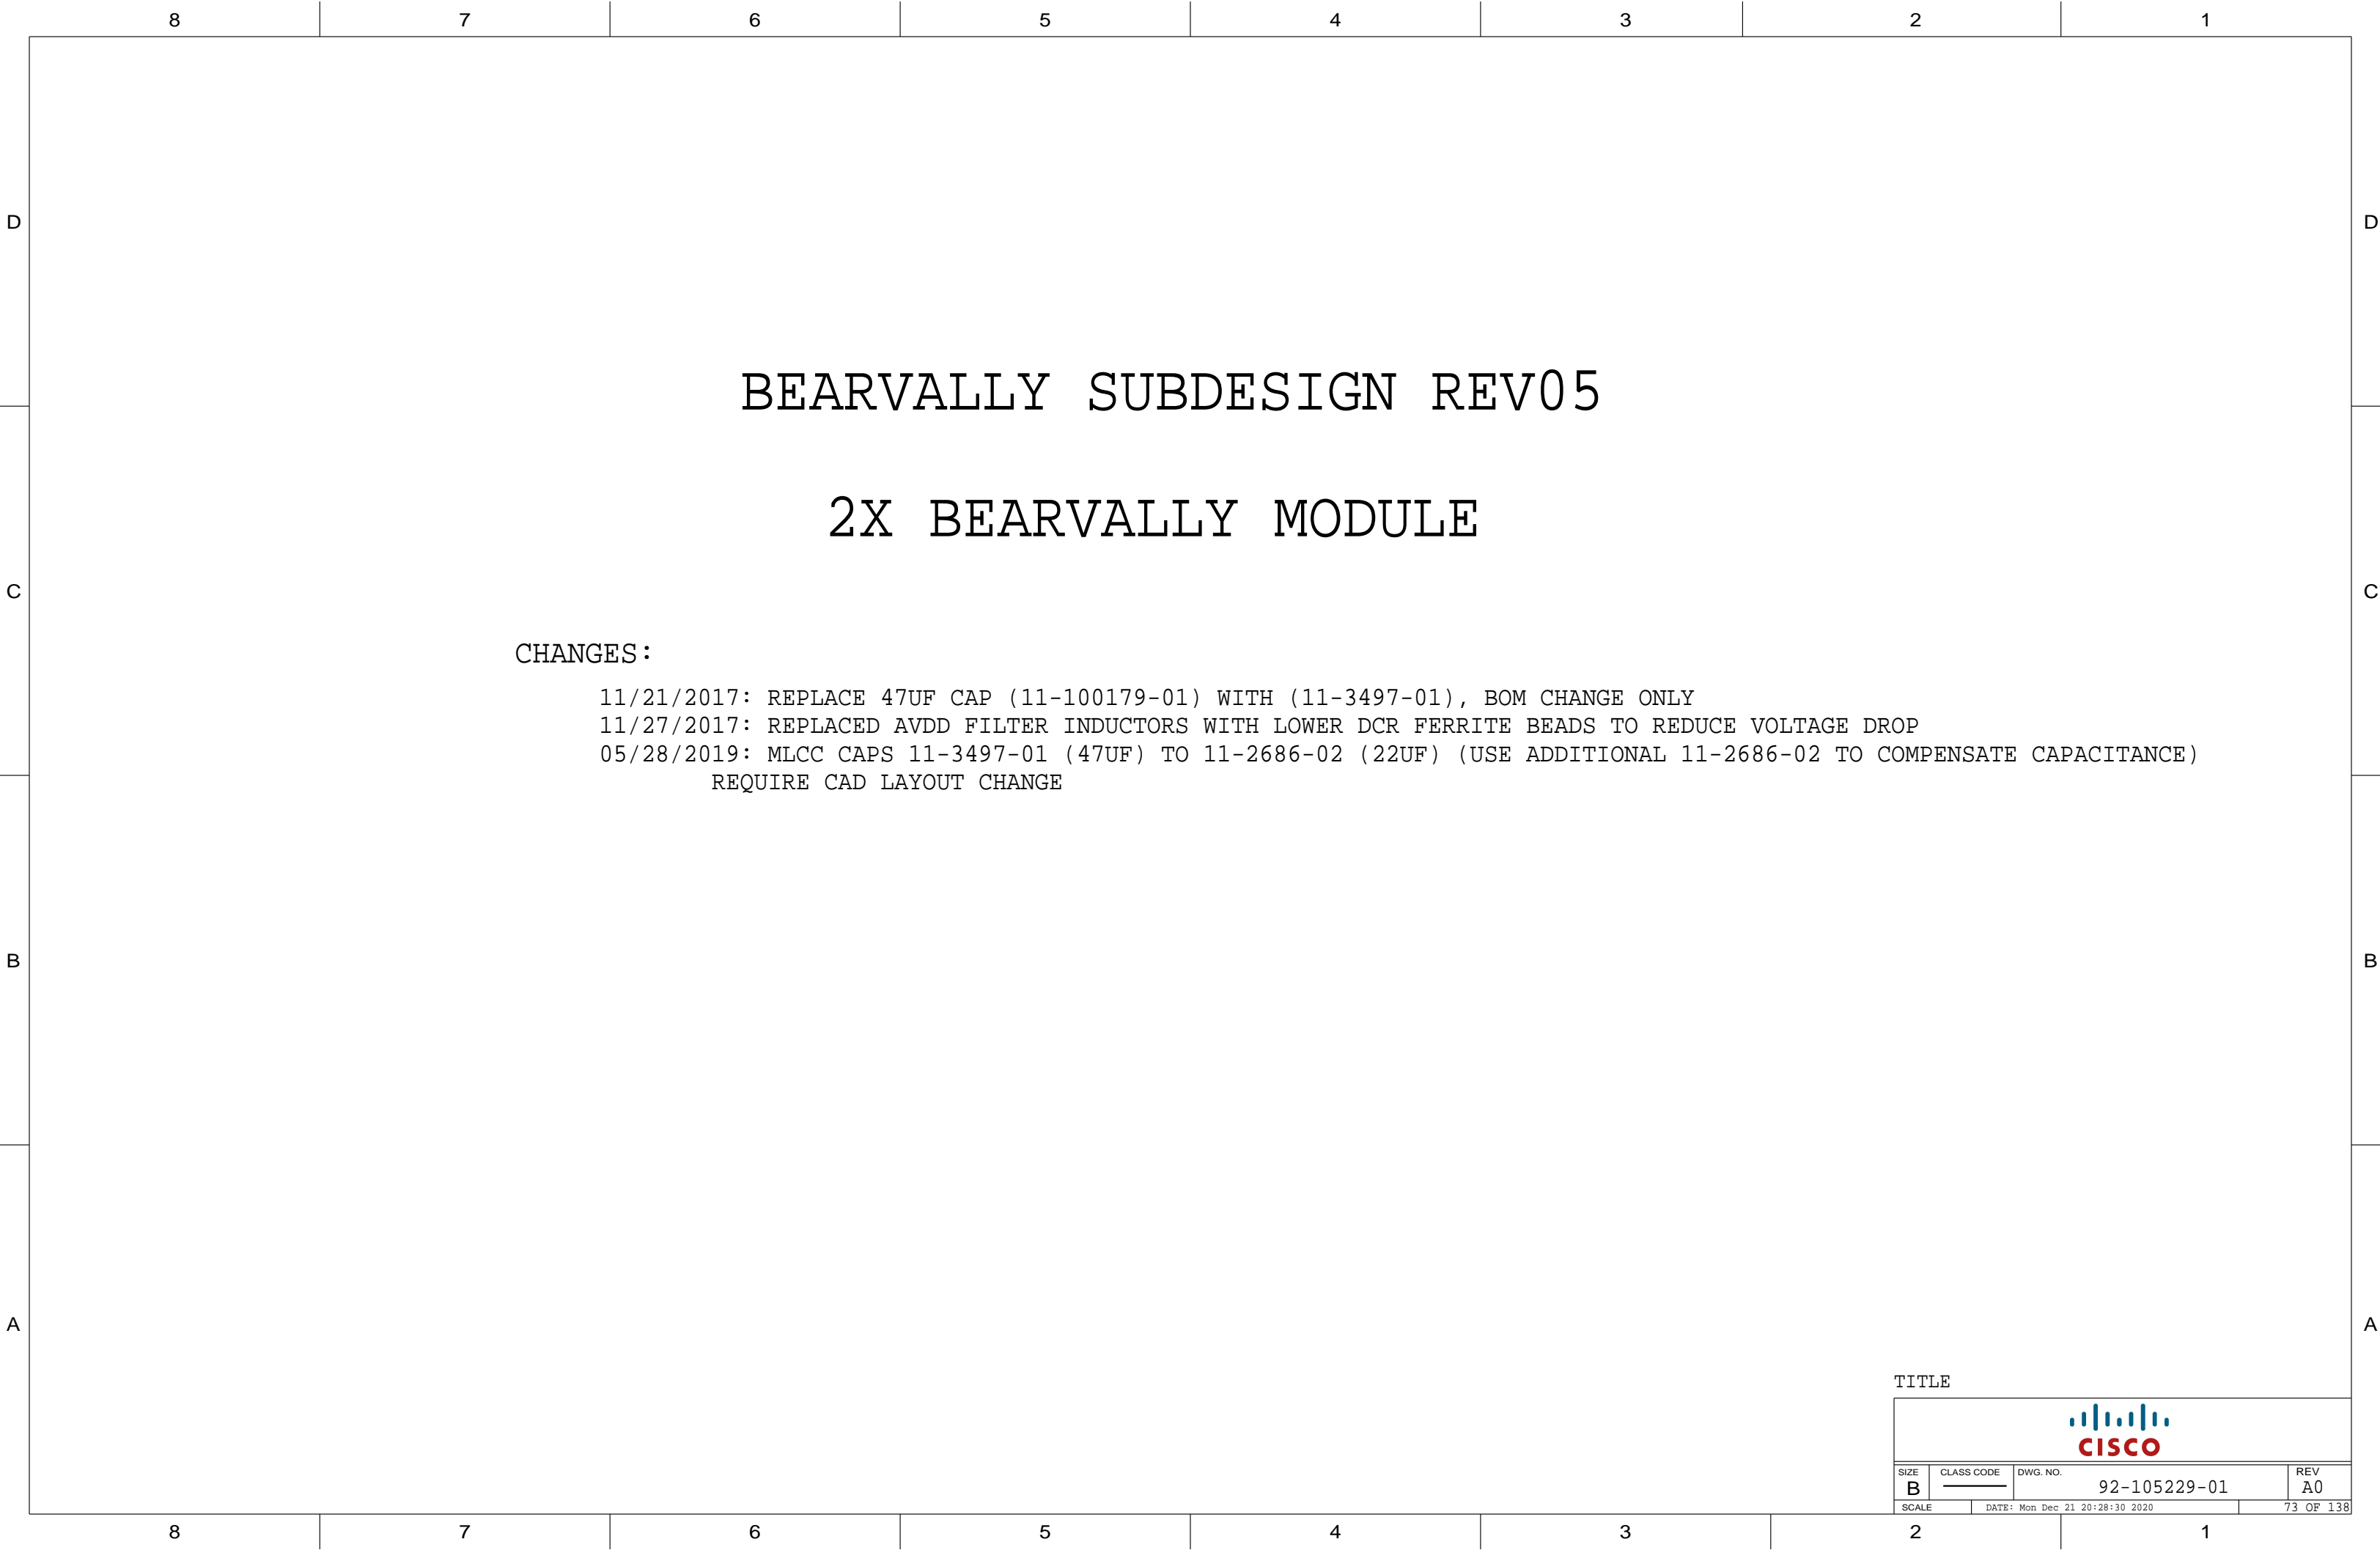 8 7 6 5 4 3 2 1
D D
BEARVALLY SUBDESIGN REV05
2X BEARVALLY MODULE
C C
CHANGES:
11/21/2017: REPLACE 47UF CAP (11-100179-01) WITH (11-3497-01), BOM CHANGE ONLY
11/27/2017: REPLACED AVDD FILTER INDUCTORS WITH LOWER DCR FERRITE BEADS TO REDUCE VOLTAGE DROP
05/28/2019: MLCC CAPS 11-3497-01 (47UF) TO 11-2686-02 (22UF) (USE ADDITIONAL 11-2686-02 TO COMPENSATE CAPACITANCE)
REQUIRE CAD LAYOUT CHANGE
B B
A A
TITLE
CISCO
SIZE CLASS CODE DWG. NO. REV
B 92-105229-01 A0
SCALE DATE: Mon Dec 21 20:28:30 2020 73 OF 138
8 7 6 5 4 3 2 1